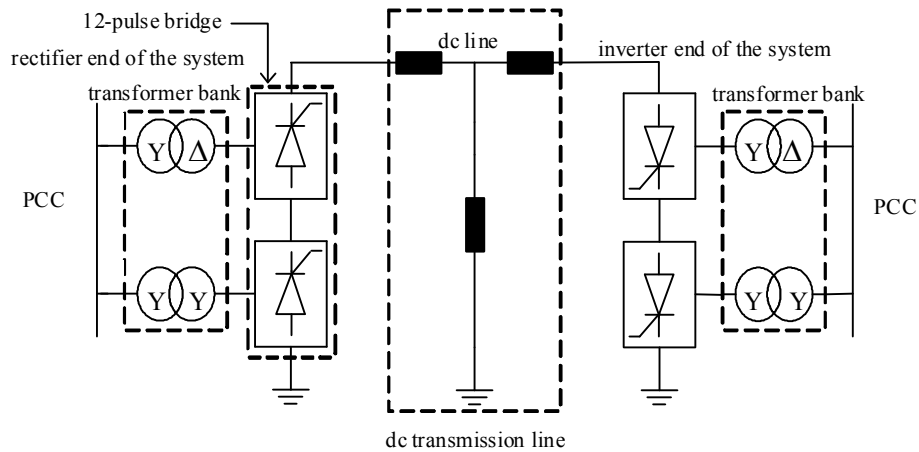 12-pulse bridge
rectifier end of the system
transformer bank
Y Δ
PCC
Y Y
dc line
dc transmission line
inverter end of the system
transformer bank
Y Δ
PCC
Y Y